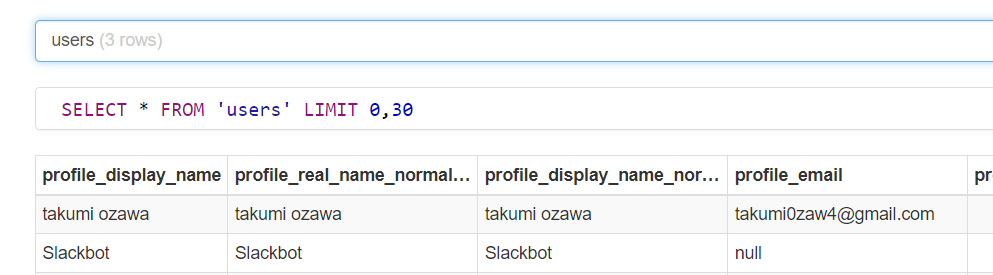 users (3 rows)
SELECT * FROM 'users' LIMIT 0,30
profile_display_name profile_real_name_normal... profile_display_name_nor... profile_email pr
takumi ozawa takumi ozawa takumi ozawa takumi0zaw4@gmail.com
Slackbot Slackbot Slackbot null